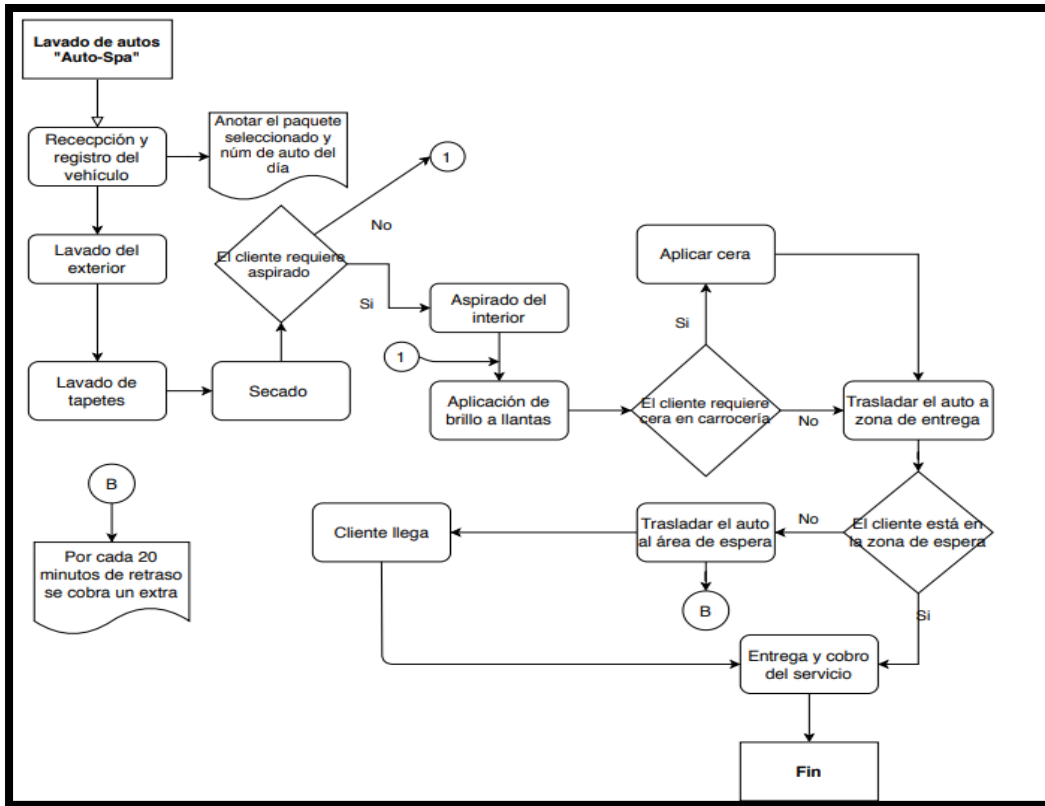 Lavado de autos
"Auto-Spa"
Rececpción y
registro del
vehículo
Anotar el paquete
seleccionado y
núm de auto del
día
1
No
El cliente requiere
aspirado
Si
Lavado del
exterior
Lavado de
tapetes
Secado
Aspirado del
interior
1
Aplicación de
brillo a llantas
Aplicar cera
Si
El cliente requiere
cera en carrocería
No
Trasladar el auto a
zona de entrega
El cliente está en
la zona de espera
No
Trasladar el auto
al área de espera
B
Cliente llega
Si
B
Por cada 20
minutos de retraso
se cobra un extra
Entrega y cobro
del servicio
Fin